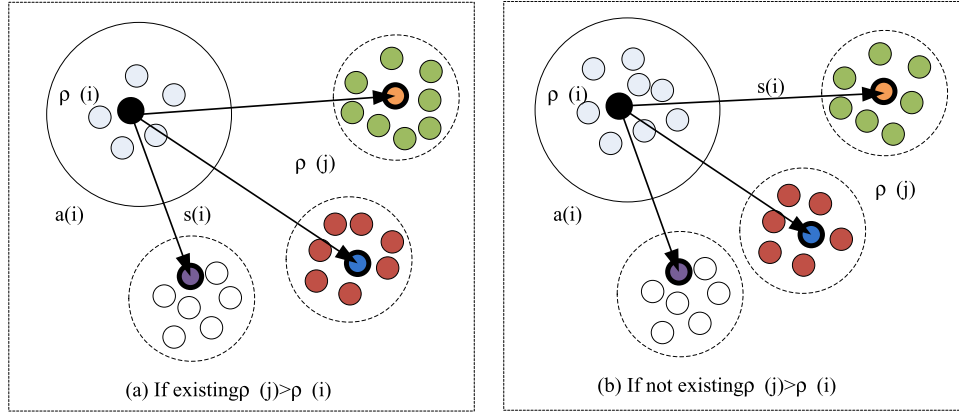 ρ (i)
ρ (j)
a(i)
s(i)
(a) If existingρ (j)>ρ (i)
s(i)
ρ (i)
ρ (j)
a(i)
(b) If not existingρ (j)>ρ (i)